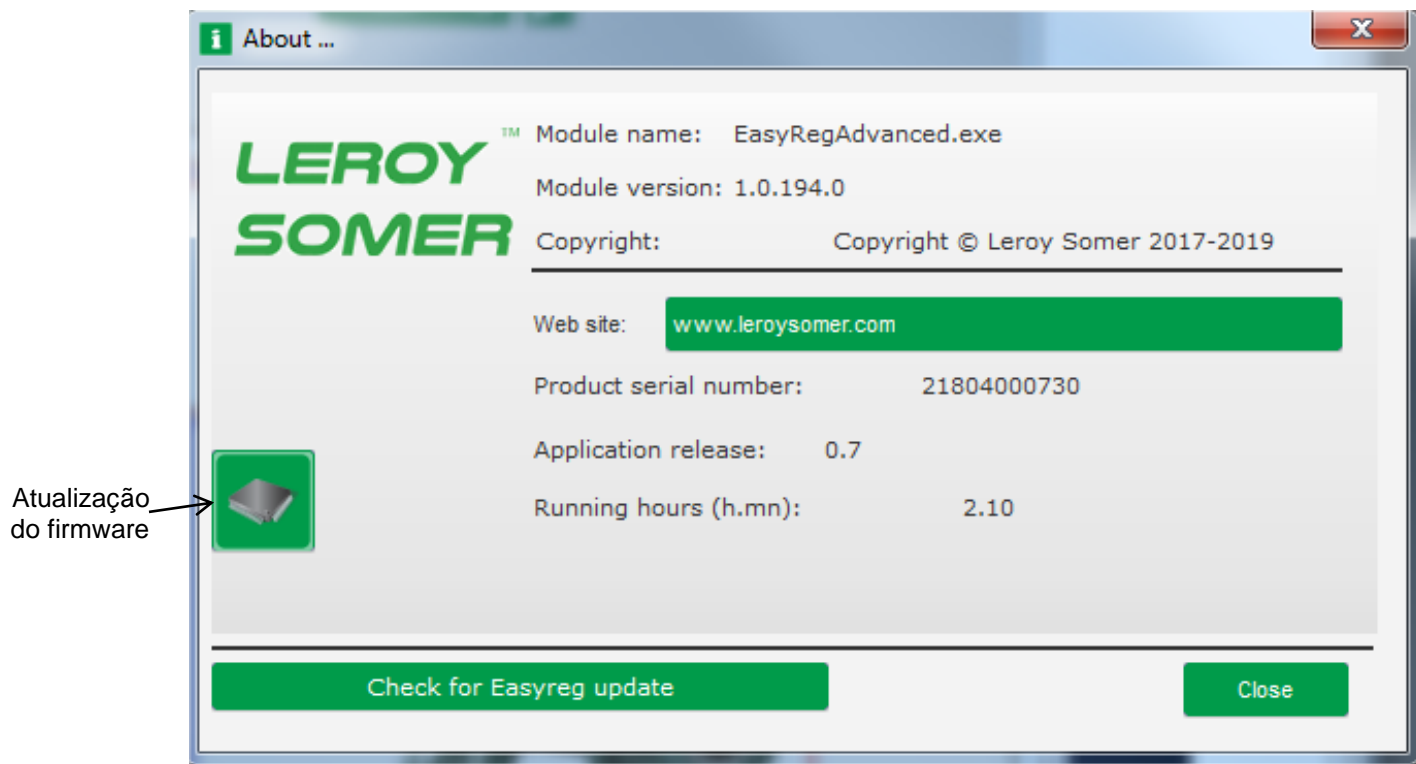 About ...
LEROY™
SOMER
Module name: EasyRegAdvanced.exe
Module version: 1.0.194.0
Copyright: Copyright © Leroy Somer 2017-2019
Web site: www.leroysomer.com
Product serial number: 21804000730
Application release: 0.7
Running hours (h.mn): 2.10
Atualização
do firmware
Check for Easyreg update
Close